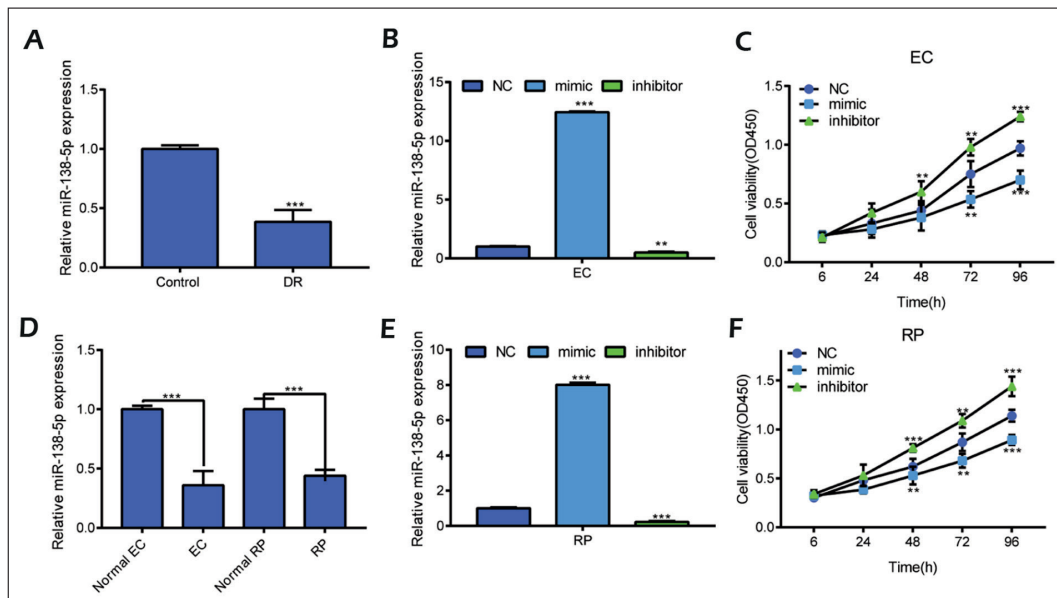 A
Relative miR-138-5p expression
1.5
1.0
0.5
0.0
***
Control
DR
B
Relative miR-138-5p expression
NC mimic inhibitor
15
10
5
0
***
**
EC
C
EC
NC
mimic
inhibitor
Cell viability(OD450)
1.5
1.0
0.5
0.0
**
**
***
**
***
6 24 48 72 96
Time(h)
D
Relative miR-138-5p expression
1.5
1.0
0.5
0.0
***
***
Normal EC
EC
Normal RP
RP
E
Relative miR-138-5p expression
NC mimic inhibitor
8
6
4
2
0
***
***
RP
F
RP
NC
mimic
inhibitor
Cell viability(OD450)
1.5
1.0
0.5
0.0
***
**
***
**
**
***
6 24 48 72 96
Time(h)